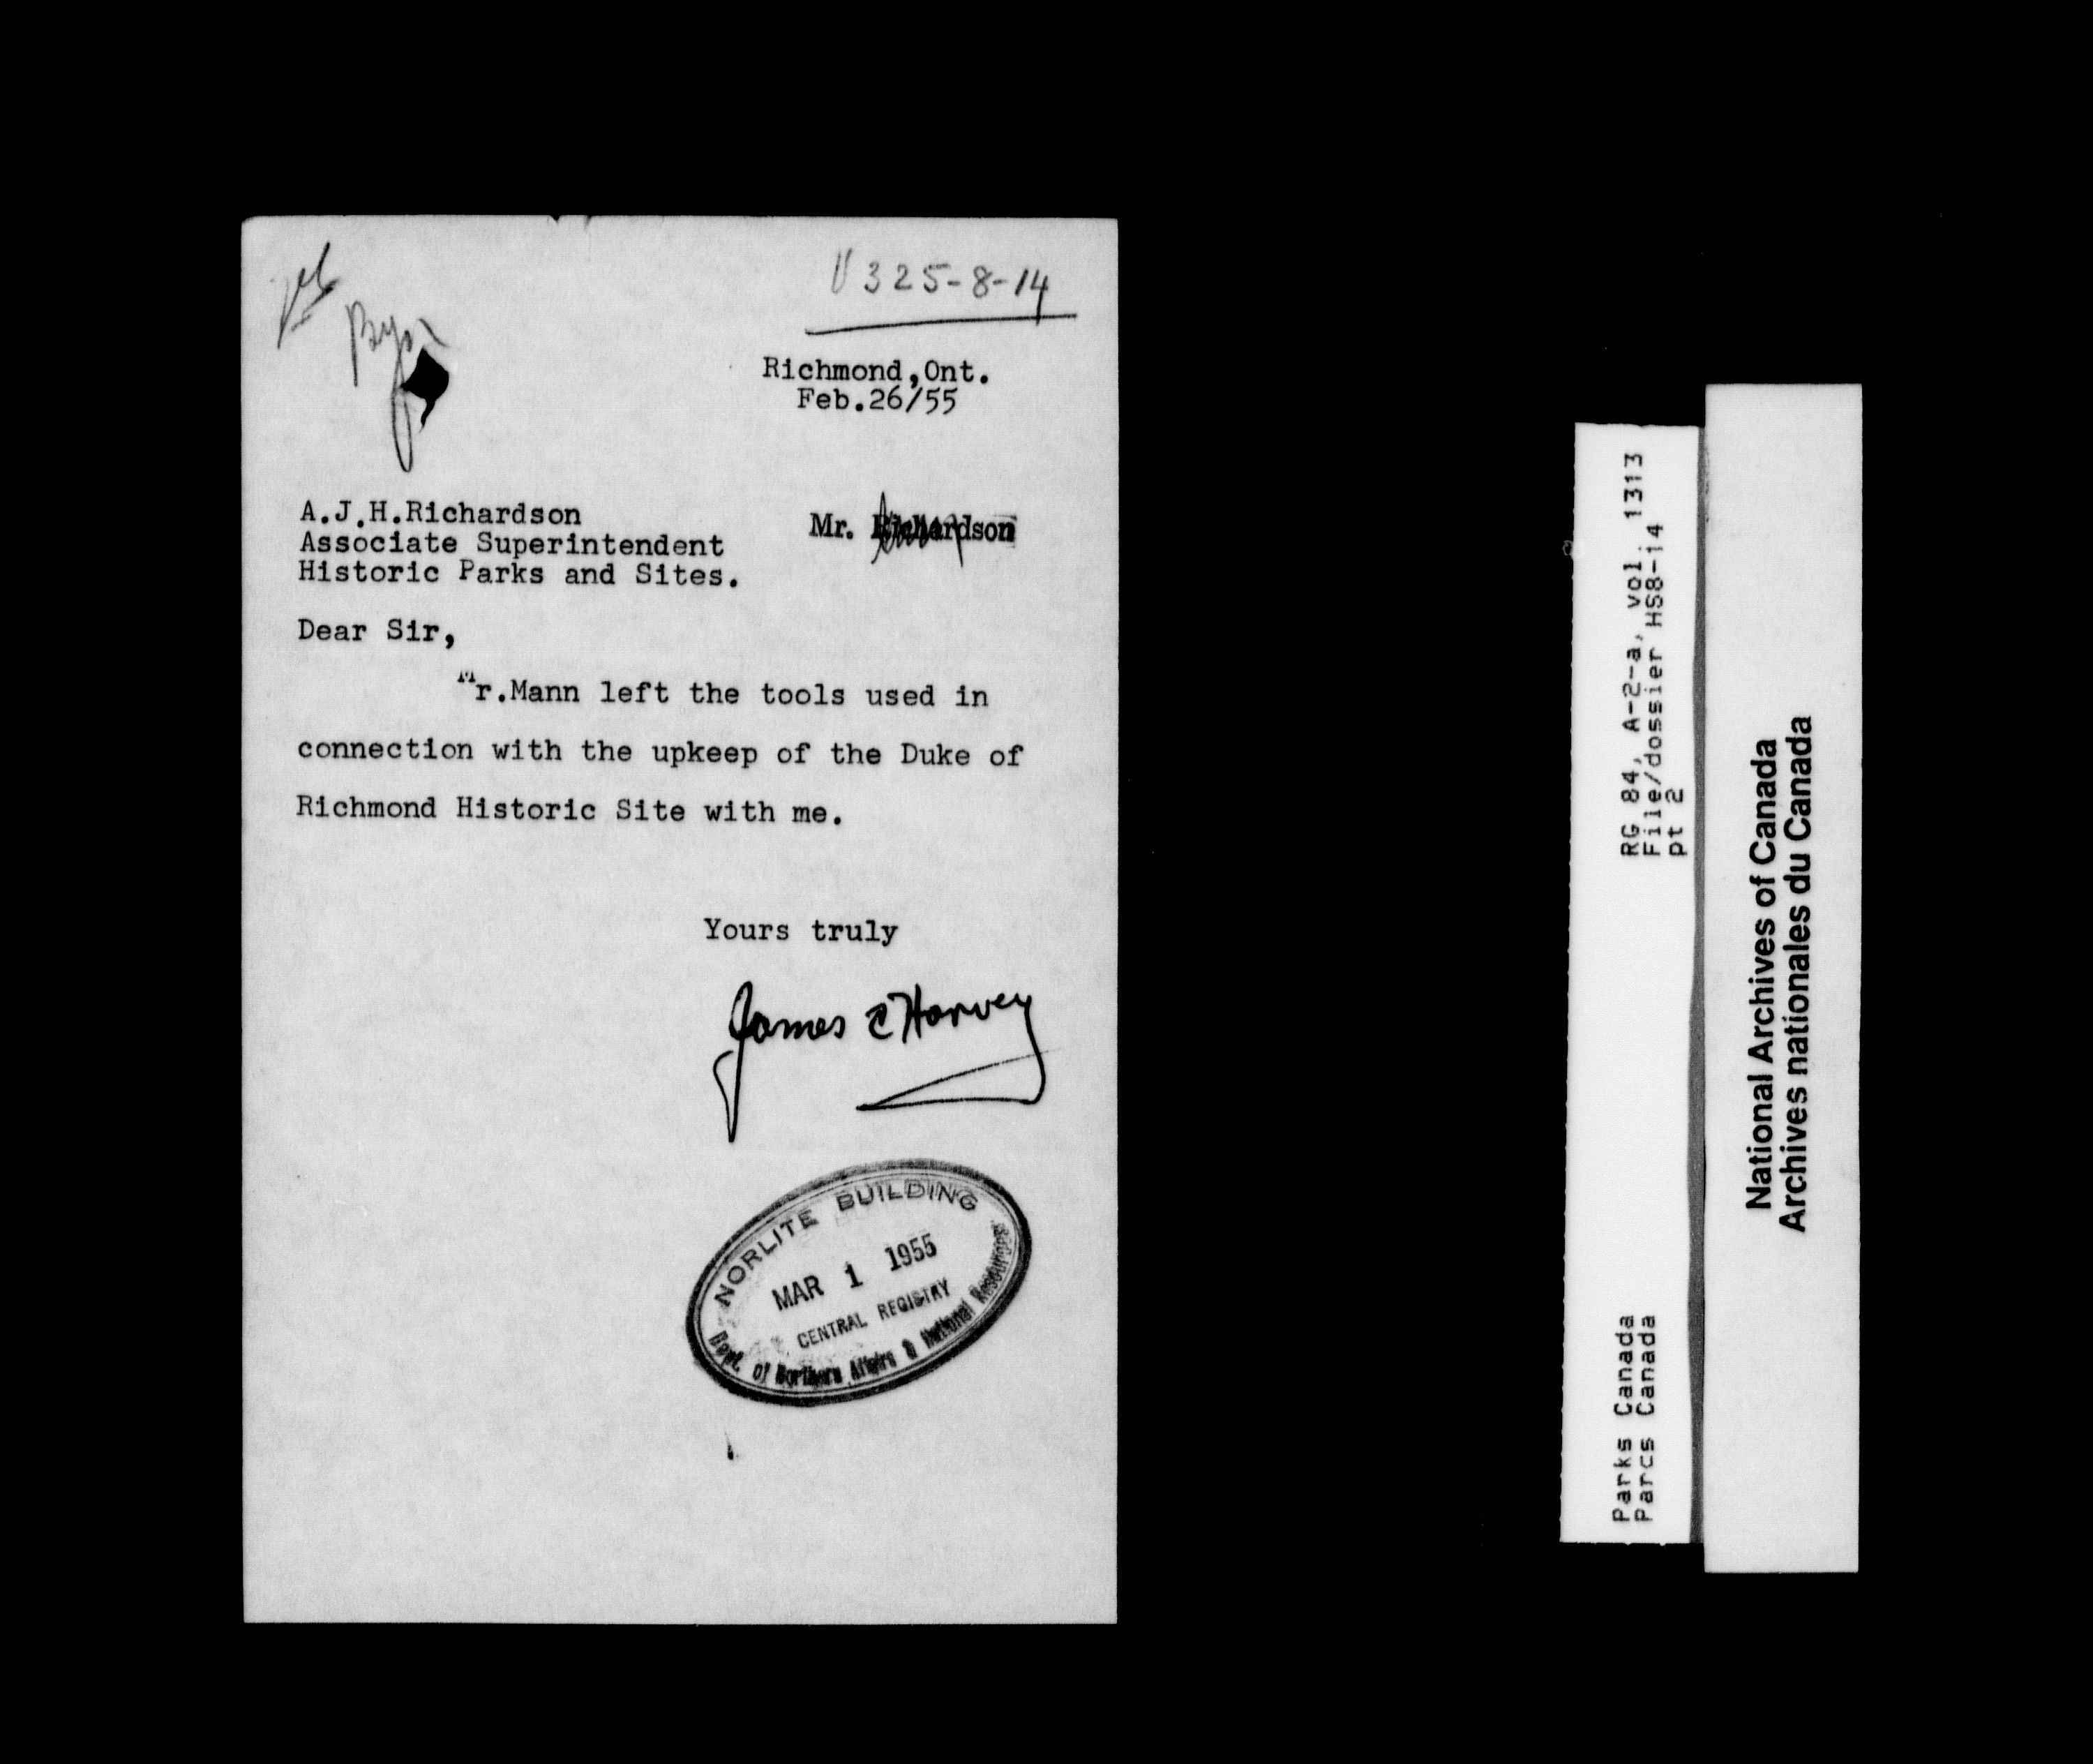 V 325-8-14
Richmond,Ont.
Feb.26/55
A.J.H.Richardson
Associate Superintendent
Historic Parks and Sites.
Mr. Richardson
Dear Sir,
Mr.Mann left the tools used in
connection with the upkeep of the Duke of
Richmond Historic Site with me.
Yours truly
James C Harvey
NORLITE BUILDING
MAR 1 1955
CENTRAL REGISTRY
Dept. of Northern Affairs & National Resources
RG 84, A-2-a, vol. 1313
File/dossier HS8-14
pt 2
Parks Canada
Parcs Canada
National Archives of Canada
Archives nationales du Canada